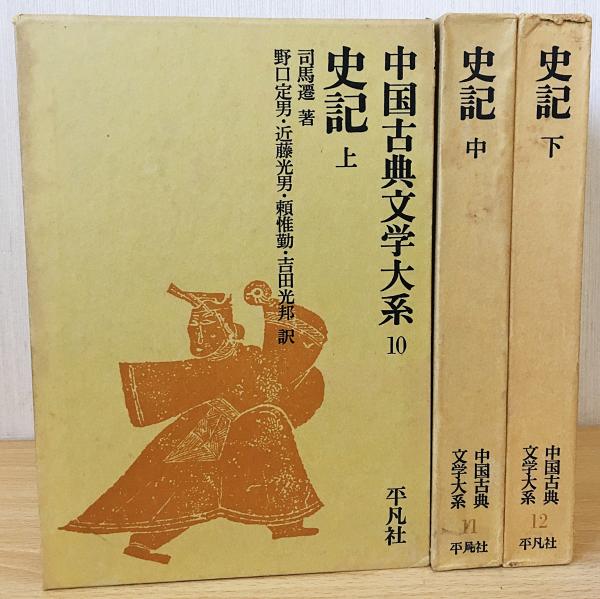 中国古典文学大系 10
史記 上
司馬遷 著
野口定男・近藤光男・頼惟勤・吉田光邦 訳
平凡社
史記 中
中国古典
文学大系
11
平凡社
史記 下
中国古典
文学大系
12
平凡社